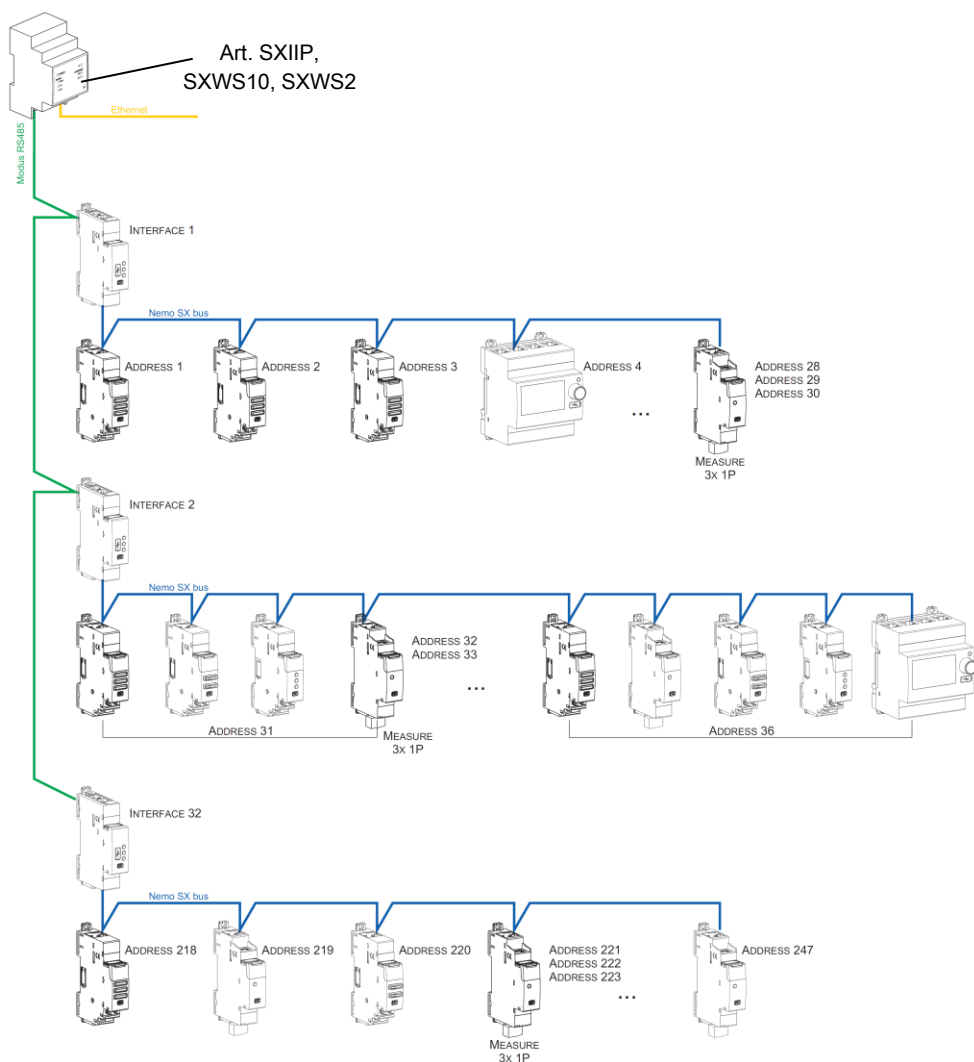 Art. SXIIP,
SXWS10, SXWS2
Ethernet
Modus RS485
INTERFACE 1
Nemo SX bus
ADDRESS 1
ADDRESS 2
ADDRESS 3
ADDRESS 4
ADDRESS 28
ADDRESS 29
ADDRESS 30
...
MEASURE
3X 1P
INTERFACE 2
Nemo SX bus
ADDRESS 32
ADDRESS 33
...
ADDRESS 31
MEASURE
3X 1P
ADDRESS 36
INTERFACE 32
Nemo SX bus
ADDRESS 218
ADDRESS 219
ADDRESS 220
ADDRESS 221
ADDRESS 222
ADDRESS 223
ADDRESS 247
...
MEASURE
3X 1P